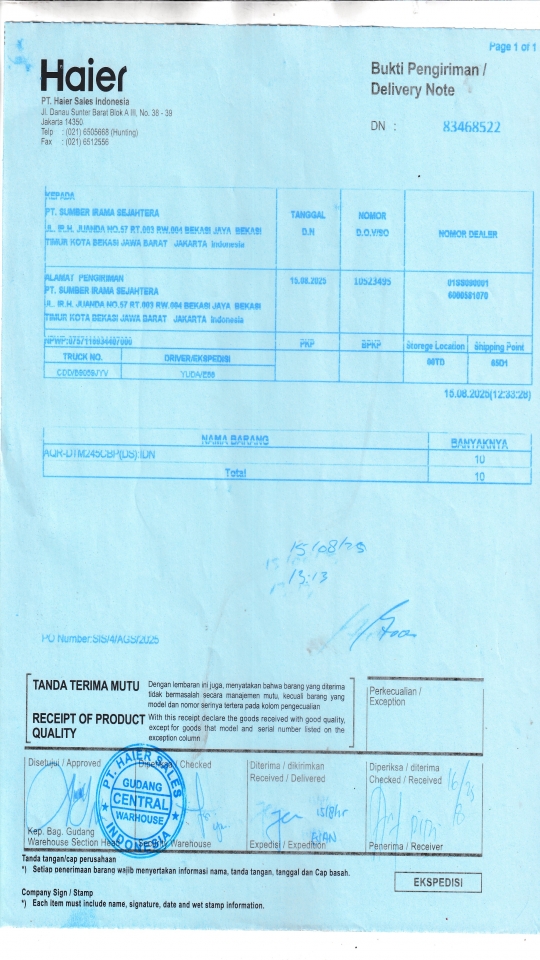 Page 1 of 1
Haier
PT. Haier Sales Indonesia
Jl. Danau Sunter Barat Blok A III, No. 38 - 39
Jakarta 14350
Telp : (021) 6505668 (Hunting)
Fax : (021) 6512556
Bukti Pengiriman /
Delivery Note
DN : 83468522
KEPADA
PT. SUMBER IRAMA SEJAHTERA
JL. IR.H. JUANDA NO.57 RT.003 RW.004 BEKASI JAYA BEKASI
TIMUR KOTA BEKASI JAWA BARAT JAKARTA Indonesia
TANGGAL
D.N
NOMOR
D.O./SO
NOMOR DEALER
ALAMAT PENGIRIMAN
PT. SUMBER IRAMA SEJAHTERA
JL. IR.H. JUANDA NO.57 RT.003 RW.004 BEKASI JAYA BEKASI
TIMUR KOTA BEKASI JAWA BARAT JAKARTA Indonesia
15.08.2025
10523495
6000581070
PKP
BPKP
Storege Location
Shipping Point
TRUCK NO.
DRIVER/EKSPEDISI
15.08.2025(12:33:28)
NAMA BARANG
BANYAKNYA
AQR-DTM245CBP(DS):IDN
10
Total
10
15/08/25
13:13
PO Number:SIS/4/AGS/2025
TANDA TERIMA MUTU
Dengan lembaran ini juga, menyatakan bahwa barang yang diterima
tidak bermasalah secara manajemen mutu, kecuali barang yang
model dan nomor serinya tertera pada kolom pengecualian
RECEIPT OF PRODUCT
QUALITY
With this receipt declare the goods received with good quality,
except for goods that model and serial number listed on the
exception column
Perkecualian /
Exception
Disetujui / Approved
/ Checked
Diterima / dikirimkan
Received / Delivered
Diperiksa / diterima
Checked / Received
PT. HAIER SALES
GUDANG
CENTRAL
WARHOUSE
INDONESIA
Kep. Bag. Gudang
Warehouse Section Head
Warehouse
Expedisi / Expedition
Penerima / Receiver
Tanda tangan/cap perusahaan
*) Setiap penerimaan barang wajib menyertakan informasi nama, tanda tangan, tanggal dan Cap basah.
EKSPEDISI
Company Sign / Stamp
*) Each item must include name, signature, date and wet stamp information.